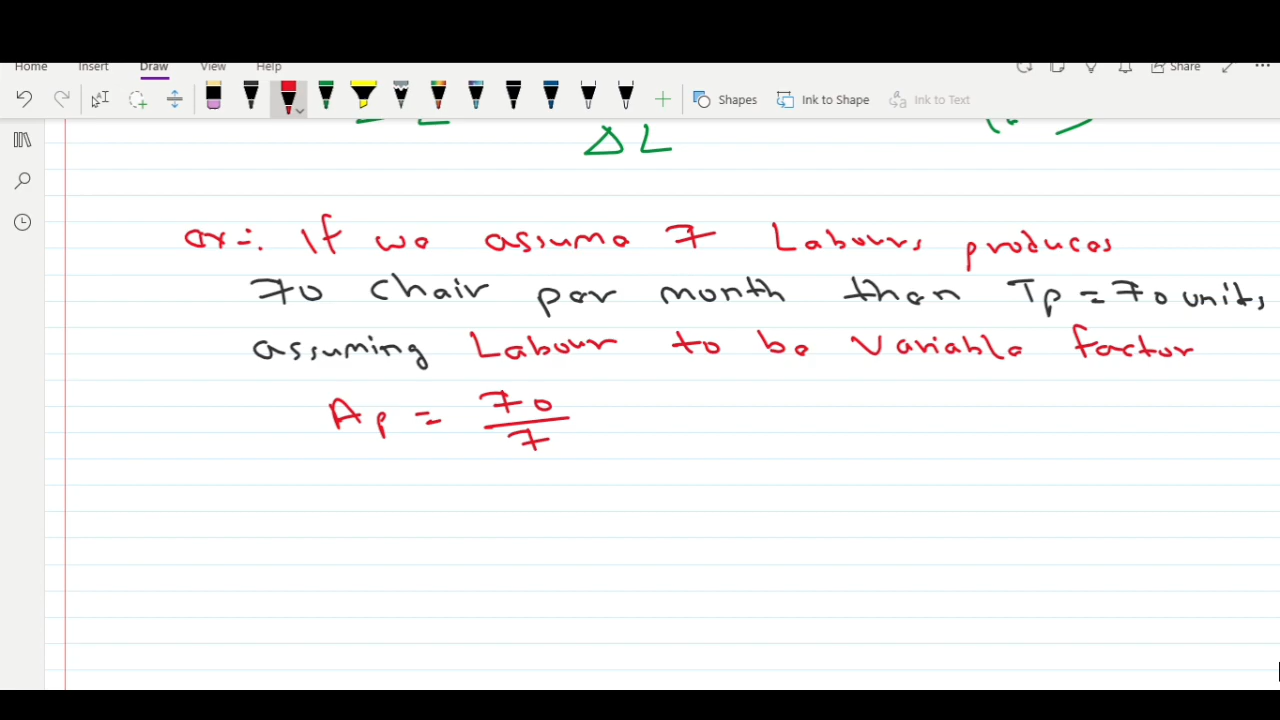 Home Insert Draw View Help Share
Shapes Ink to Shape Ink to Text
Δ L
ex:- If we assume 7 Labours produces
70 chair per month then Tp = 70 units
assuming Labour to be variable factor
Ap = 70/7